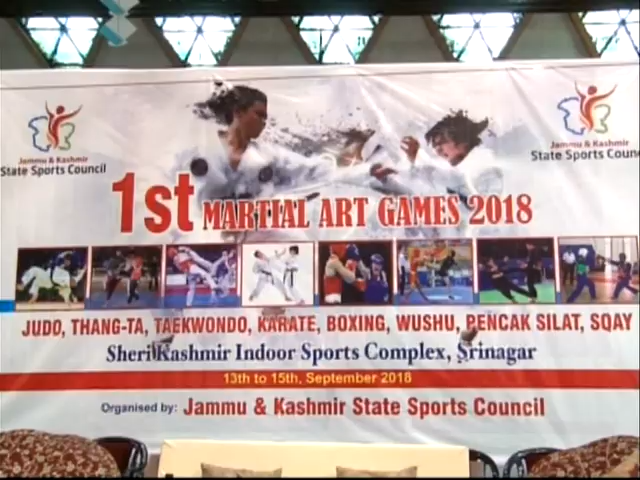 Jammu & Kashmir
State Sports Council
Jammu & Kashmir
State Sports Coun
1st MARTIAL ART GAMES 2018
JUDO, THANG-TA, TAEKWONDO, KARATE, BOXING, WUSHU, PENCAK SILAT, SQAY
Sheri Kashmir Indoor Sports Complex, Srinagar
13th to 15th, September 2018
Organised by: Jammu & Kashmir State Sports Council